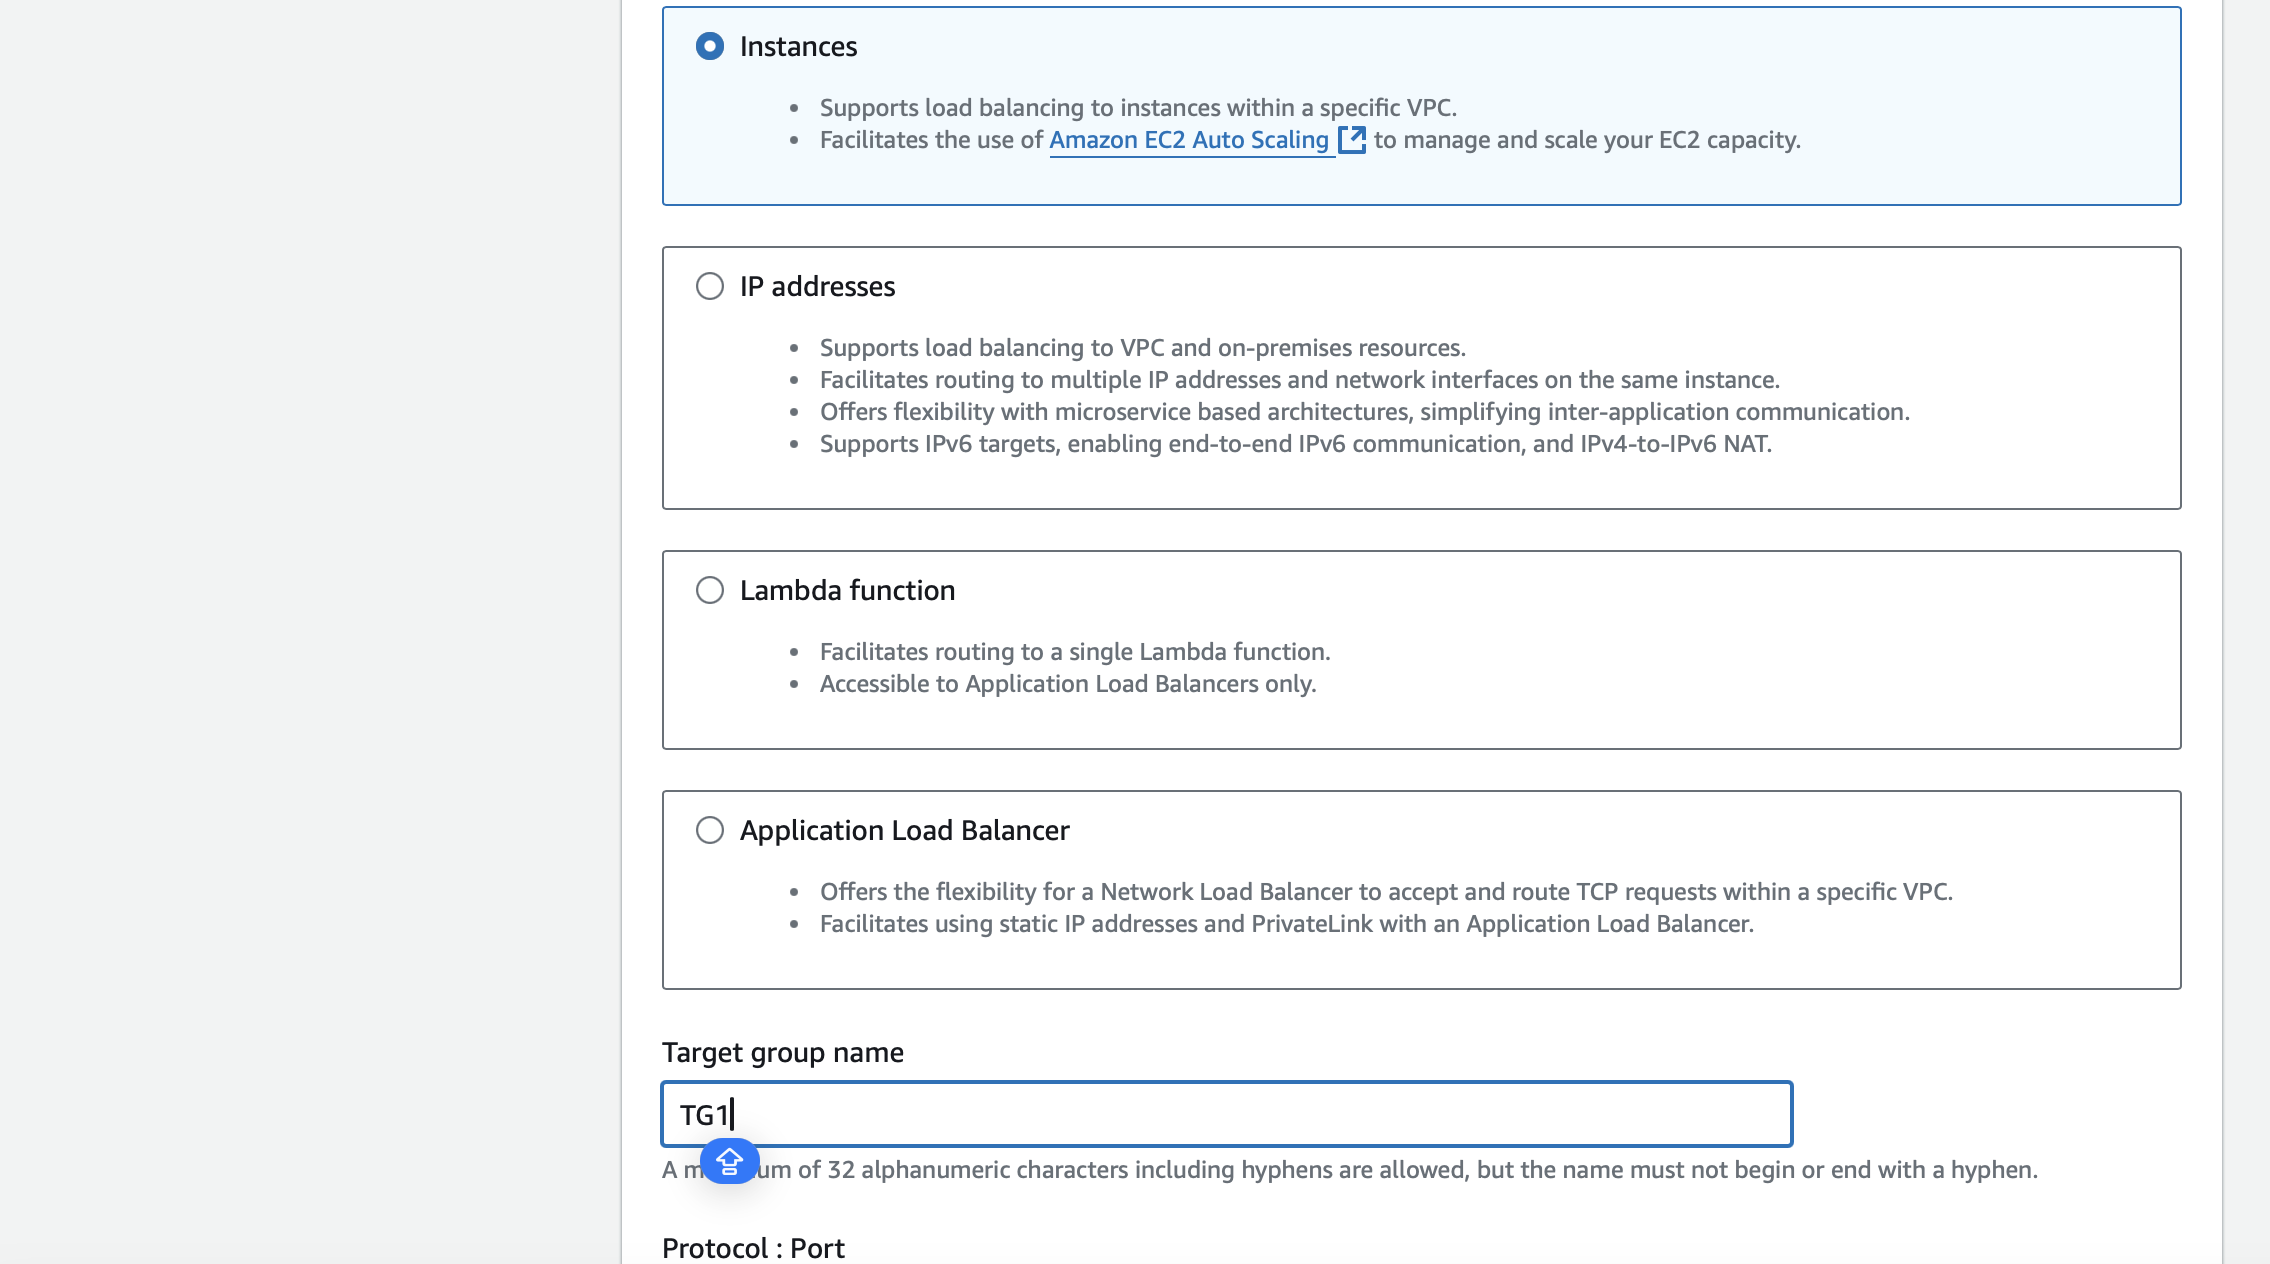 Instances
Supports load balancing to instances within a specific VPC.
Facilitates the use of Amazon EC2 Auto Scaling to manage and scale your EC2 capacity.
IP addresses
Supports load balancing to VPC and on-premises resources.
Facilitates routing to multiple IP addresses and network interfaces on the same instance.
Offers flexibility with microservice based architectures, simplifying inter-application communication.
Supports IPv6 targets, enabling end-to-end IPv6 communication, and IPv4-to-IPv6 NAT.
Lambda function
Facilitates routing to a single Lambda function.
Accessible to Application Load Balancers only.
Application Load Balancer
Offers the flexibility for a Network Load Balancer to accept and route TCP requests within a specific VPC.
Facilitates using static IP addresses and PrivateLink with an Application Load Balancer.
Target group name
TG1
A of 32 alphanumeric characters including hyphens are allowed, but the name must not begin or end with a hyphen.
Protocol : Port